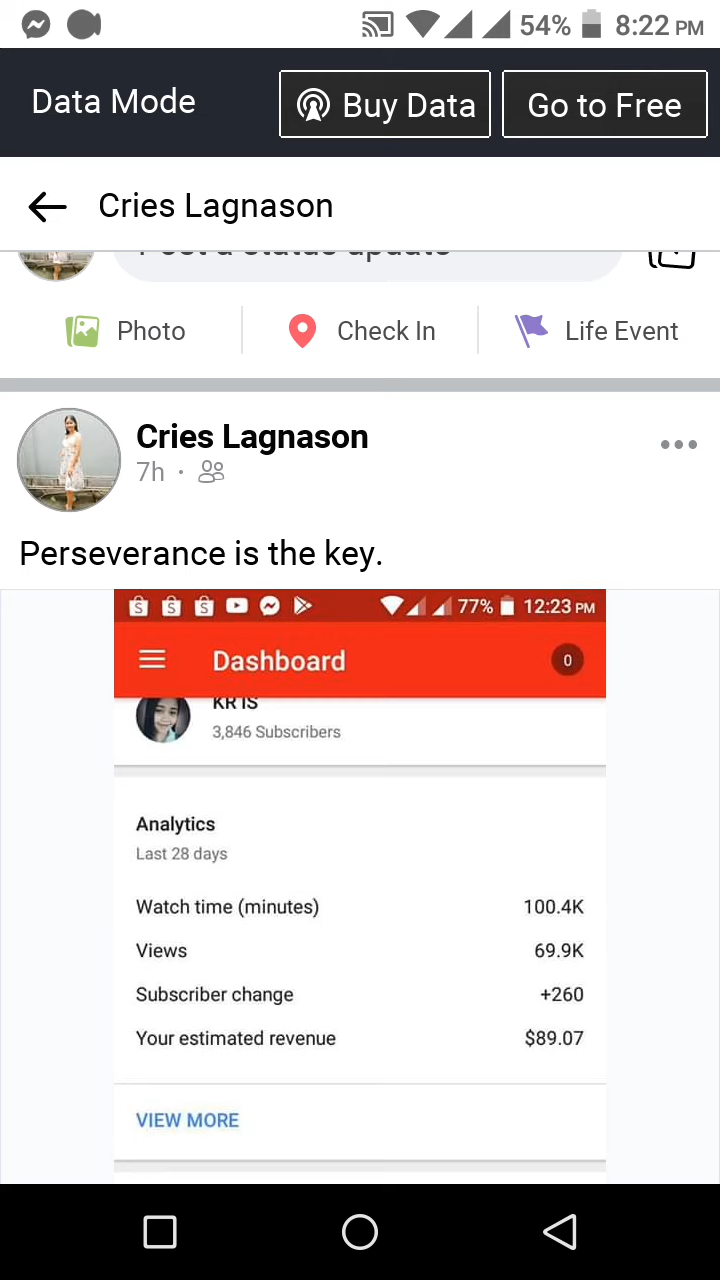 54% 8:22 PM
Data Mode Buy Data Go to Free
Cries Lagnason
Post a status update
Photo Check In Life Event
Cries Lagnason
7h ·
Perseverance is the key.
77% 12:23 PM
Dashboard 0
KR IS
3,846 Subscribers
Analytics
Last 28 days
Watch time (minutes) 100.4K
Views 69.9K
Subscriber change +260
Your estimated revenue $89.07
VIEW MORE